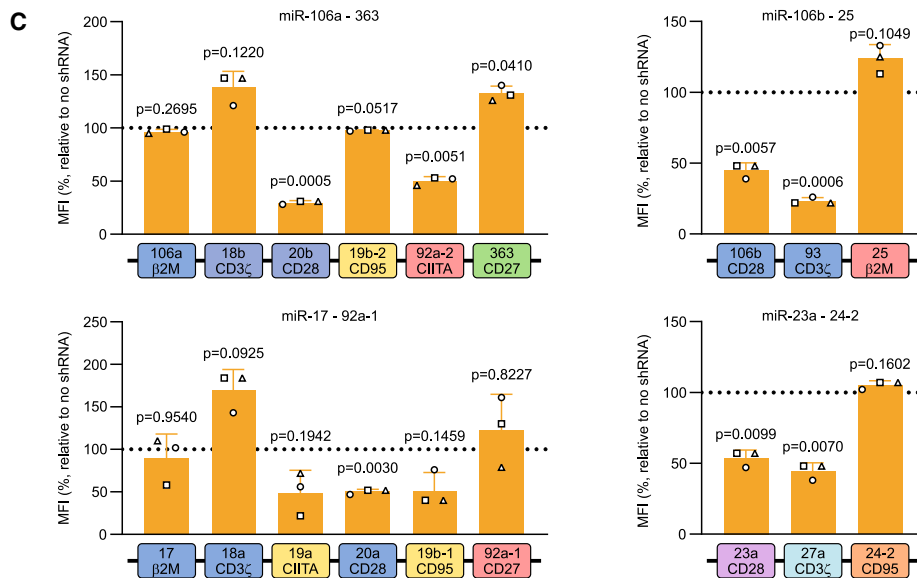 C
miR-106a - 363
MFI (%, relative to no shRNA)
200
150
100
50
0
p=0.2695
p=0.1220
p=0.0005
p=0.0517
p=0.0051
p=0.0410
106a
β2M
18b
CD3ζ
20b
CD28
19b-2
CD95
92a-2
CIITA
363
CD27
miR-106b - 25
MFI (%, relative to no shRNA)
150
100
50
0
p=0.0057
p=0.0006
p=0.1049
106b
CD28
93
CD3ζ
25
β2M
miR-17 - 92a-1
MFI (%, relative to no shRNA)
250
200
150
100
50
0
p=0.9540
p=0.0925
p=0.1942
p=0.0030
p=0.1459
p=0.8227
17
β2M
18a
CD3ζ
19a
CIITA
20a
CD28
19b-1
CD95
92a-1
CD27
miR-23a - 24-2
MFI (%, relative to no shRNA)
150
100
50
0
p=0.0099
p=0.0070
p=0.1602
23a
CD28
27a
CD3ζ
24-2
CD95